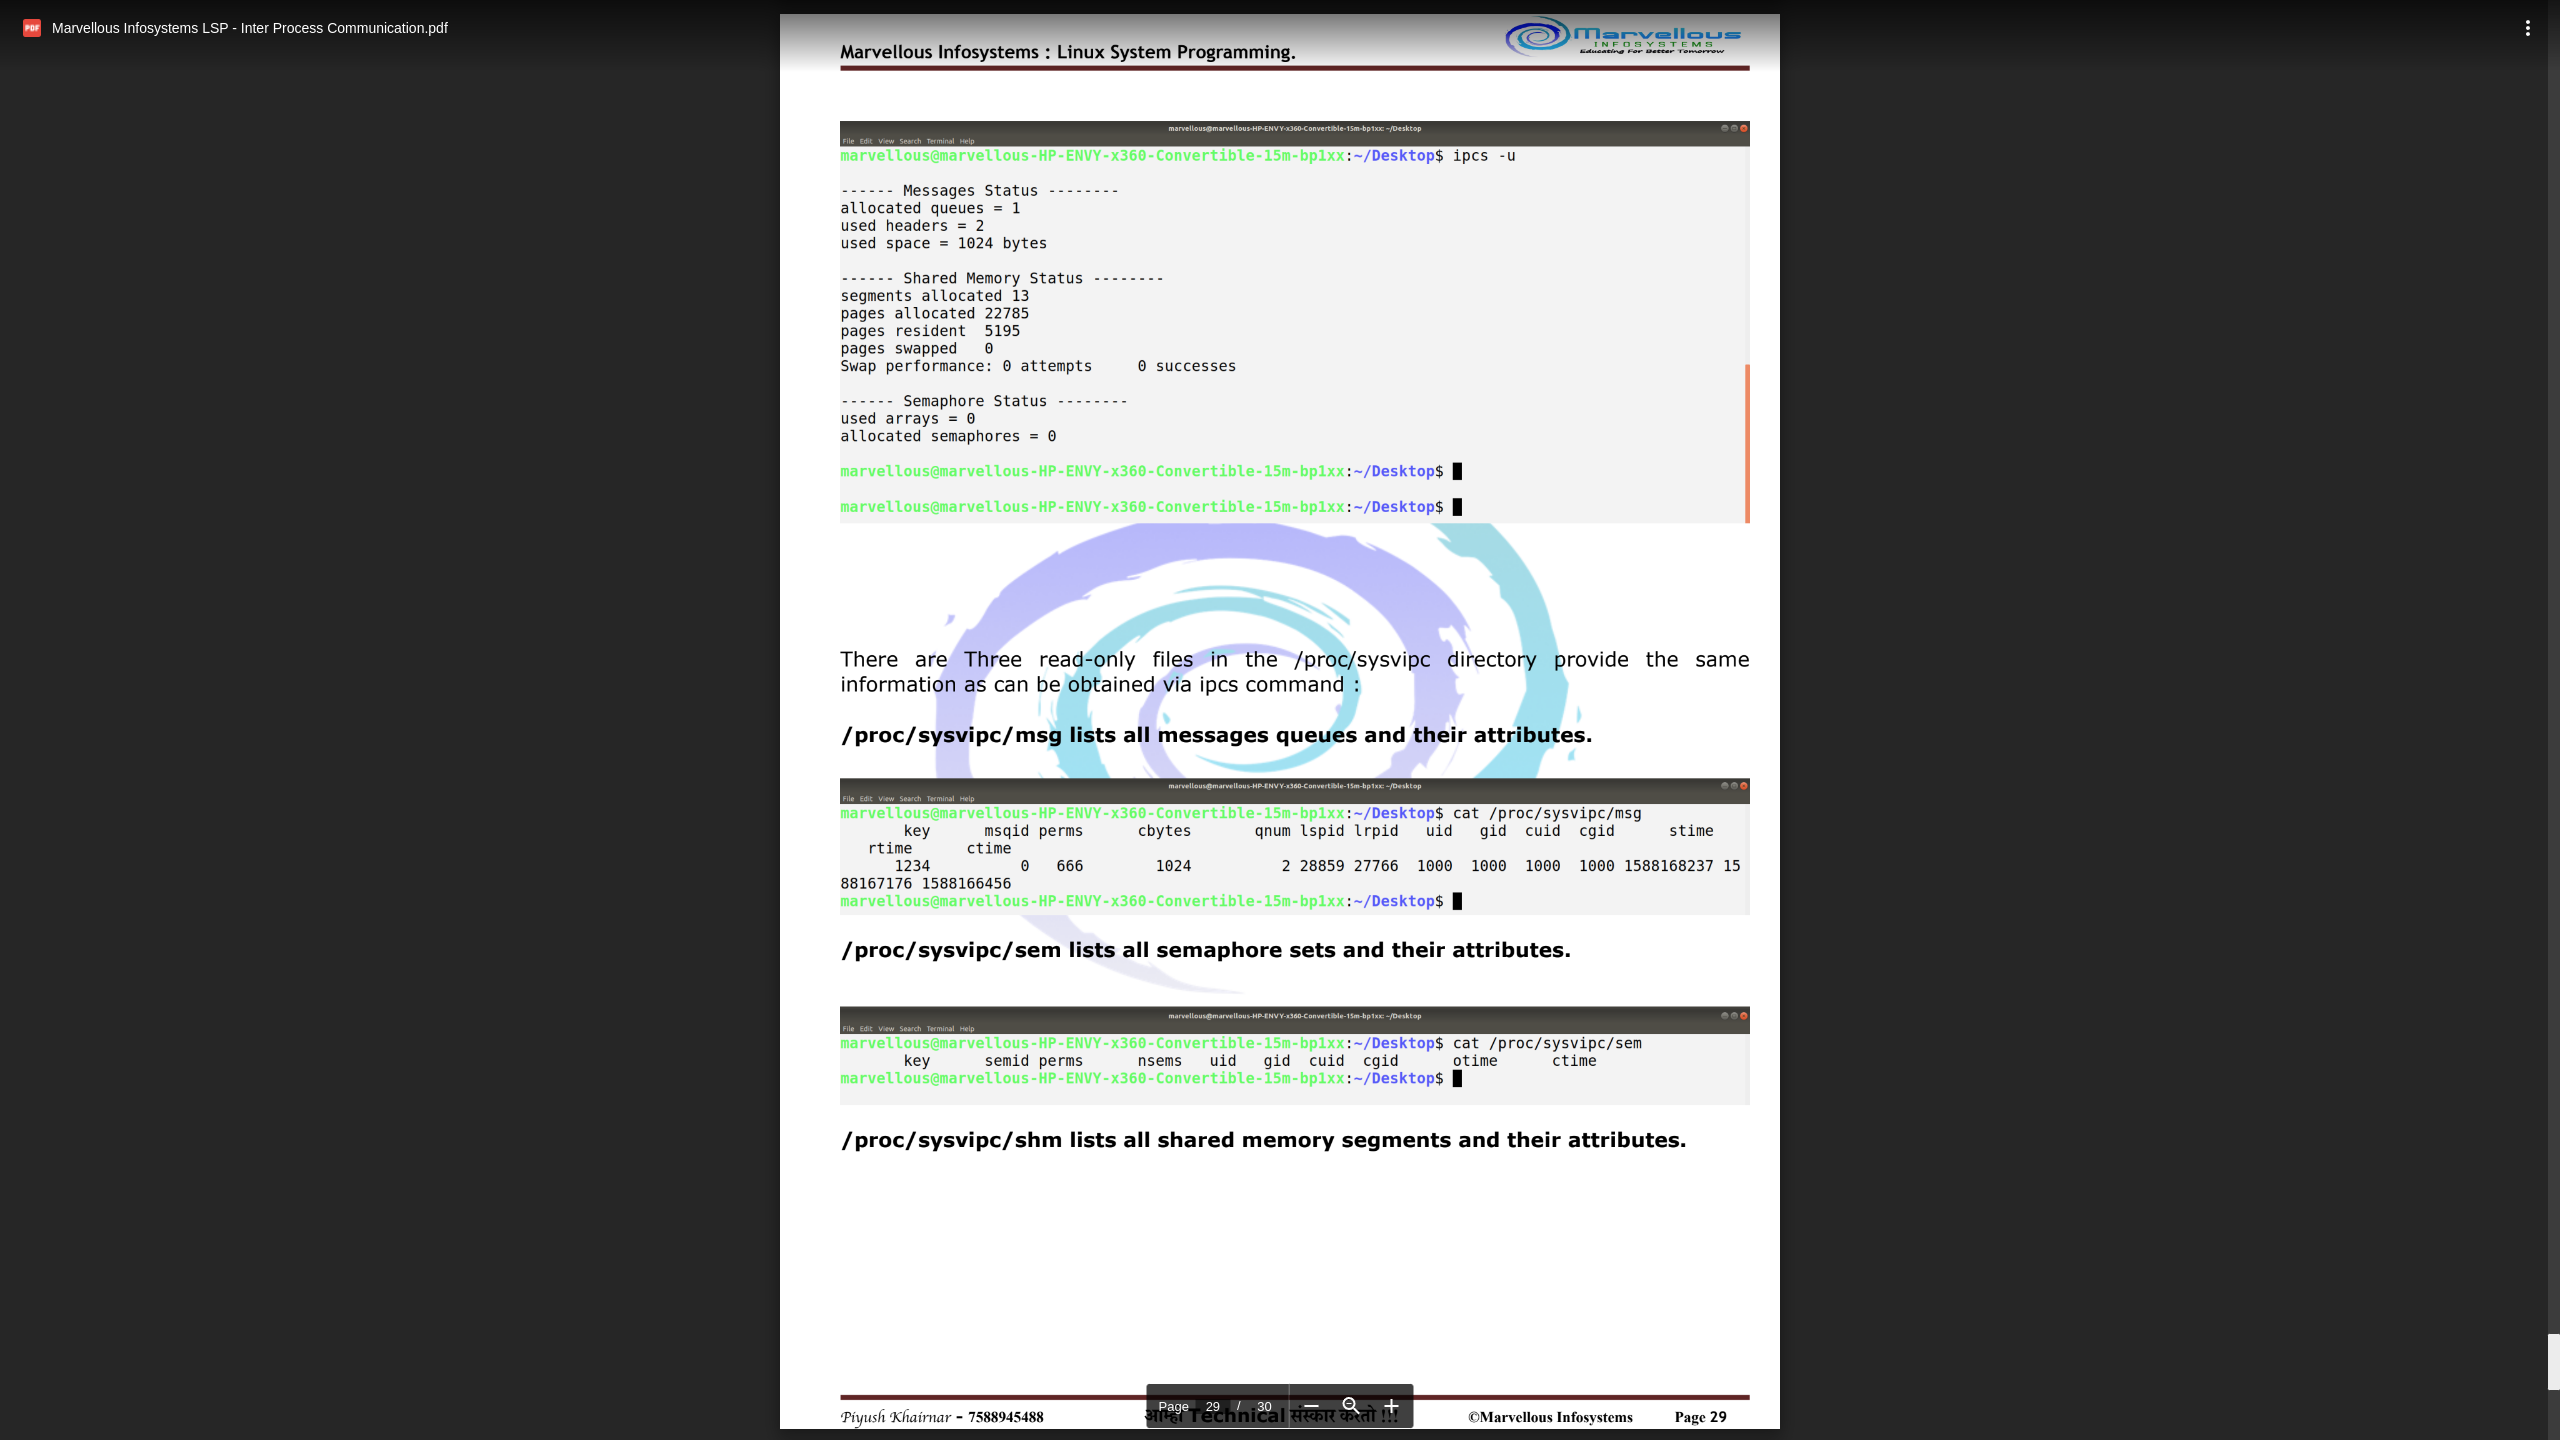 Marvellous Infosystems LSP - Inter Process Communication.pdf
Marvellous Infosystems : Linux System Programming.
Marvellous
INFOSYSTEMS
Educating For Better Tomorrow
marvellous@marvellous-HP-ENVY-x360-Convertible-15m-bp1xx: ~/Desktop
File Edit View Search Terminal Help
marvellous@marvellous-HP-ENVY-x360-Convertible-15m-bp1xx:~/Desktop$ ipcs -u
------ Messages Status --------
allocated queues = 1
used headers = 2
used space = 1024 bytes
------ Shared Memory Status --------
segments allocated 13
pages allocated 22785
pages resident  5195
pages swapped   0
Swap performance: 0 attempts     0 successes
------ Semaphore Status --------
used arrays = 0
allocated semaphores = 0
marvellous@marvellous-HP-ENVY-x360-Convertible-15m-bp1xx:~/Desktop$
marvellous@marvellous-HP-ENVY-x360-Convertible-15m-bp1xx:~/Desktop$
There are Three read-only files in the /proc/sysvipc directory provide the same
information as can be obtained via ipcs command :
/proc/sysvipc/msg lists all messages queues and their attributes.
marvellous@marvellous-HP-ENVY-x360-Convertible-15m-bp1xx: ~/Desktop
File Edit View Search Terminal Help
marvellous@marvellous-HP-ENVY-x360-Convertible-15m-bp1xx:~/Desktop$ cat /proc/sysvipc/msg
key      msqid perms      cbytes       qnum lspid lrpid   uid   gid  cuid  cgid      stime
rtime      ctime
1234          0   666        1024          2 28859 27766  1000  1000  1000  1000 1588168237 15
88167176 1588166456
marvellous@marvellous-HP-ENVY-x360-Convertible-15m-bp1xx:~/Desktop$
/proc/sysvipc/sem lists all semaphore sets and their attributes.
marvellous@marvellous-HP-ENVY-x360-Convertible-15m-bp1xx: ~/Desktop
File Edit View Search Terminal Help
marvellous@marvellous-HP-ENVY-x360-Convertible-15m-bp1xx:~/Desktop$ cat /proc/sysvipc/sem
key      semid perms      nsems   uid   gid  cuid  cgid      otime      ctime
marvellous@marvellous-HP-ENVY-x360-Convertible-15m-bp1xx:~/Desktop$
/proc/sysvipc/shm lists all shared memory segments and their attributes.
Page 29 / 30
Piyush Khairnar - 7588945488 आम्ही Technical संस्कार करतो !!! ©Marvellous Infosystems Page 29